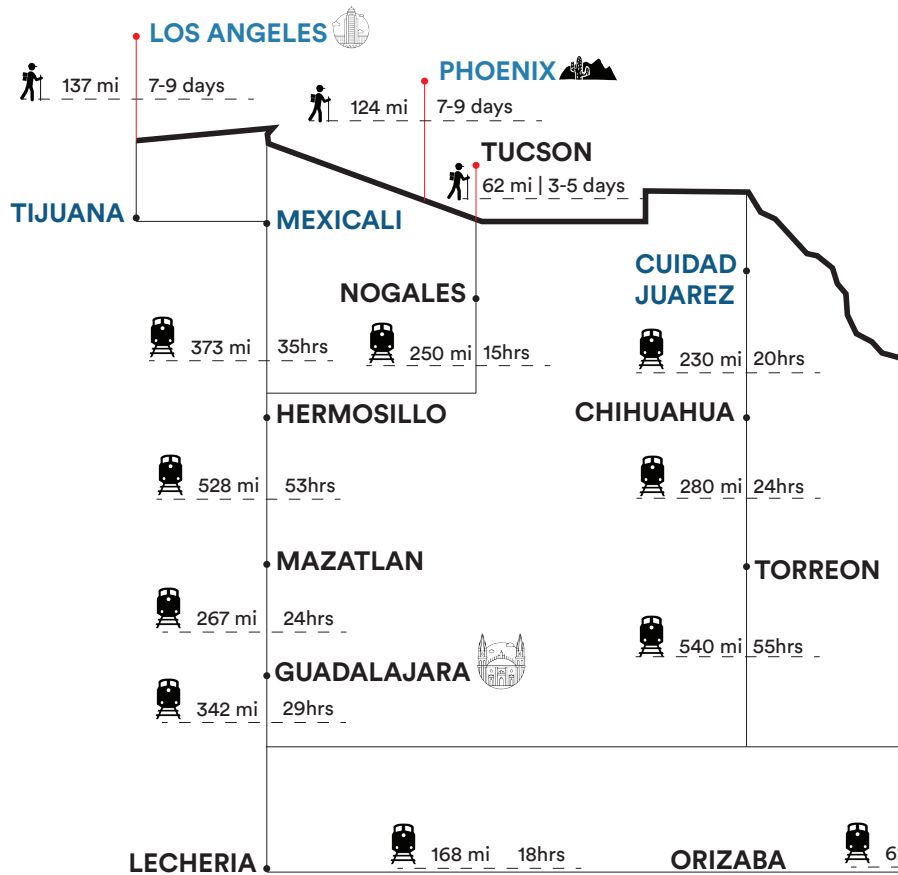 LOS ANGELES
137 mi 7-9 days
PHOENIX
124 mi 7-9 days
TUCSON
62 mi | 3-5 days
TIJUANA
MEXICALI
CUIDAD
JUAREZ
NOGALES
373 mi 35hrs
250 mi 15hrs
230 mi 20hrs
HERMOSILLO
CHIHUAHUA
528 mi 53hrs
280 mi 24hrs
MAZATLAN
TORREON
267 mi 24hrs
540 mi 55hrs
GUADALAJARA
342 mi 29hrs
168 mi 18hrs
LECHERIA
ORIZABA